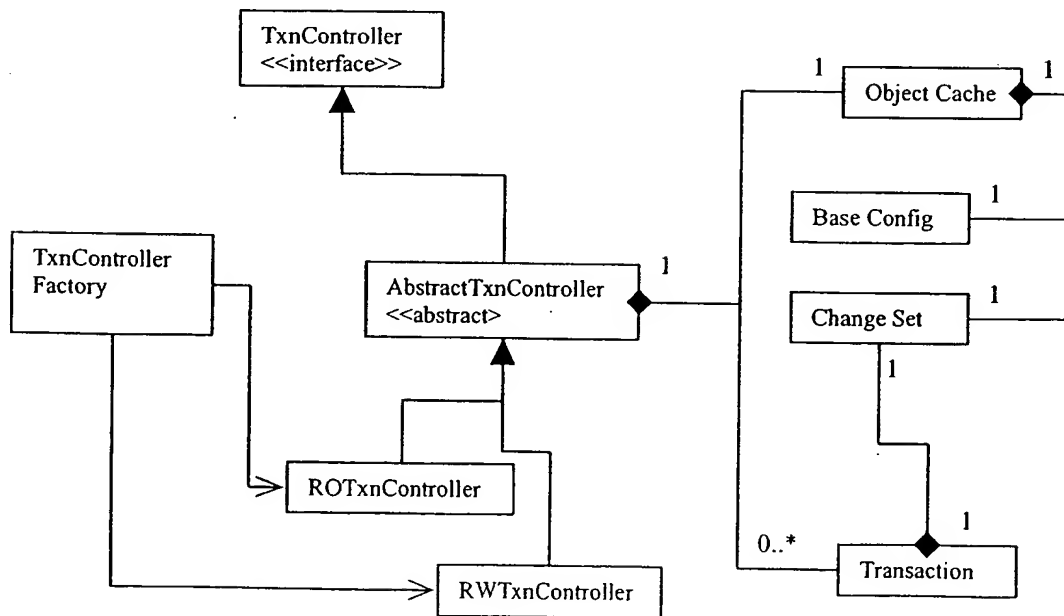 TxnController
<<interface>>
1
Object Cache
1
1
Base Config
TxnController
Factory
AbstractTxnController
<<abstract>
1
1
Change Set
1
ROTxnController
0..*
1
Transaction
RWTxnController